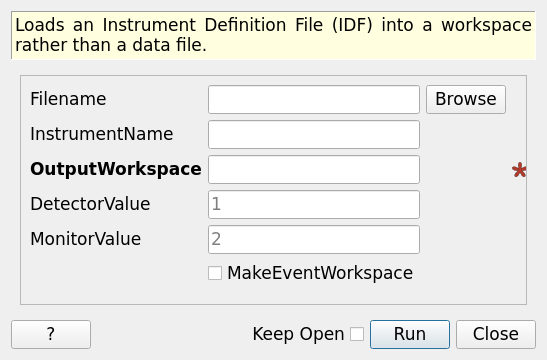 Loads an Instrument Definition File (IDF) into a workspace
rather than a data file.
Filename
Browse
InstrumentName
OutputWorkspace
*
DetectorValue
1
MonitorValue
2
MakeEventWorkspace
?
Keep Open
Run
Close